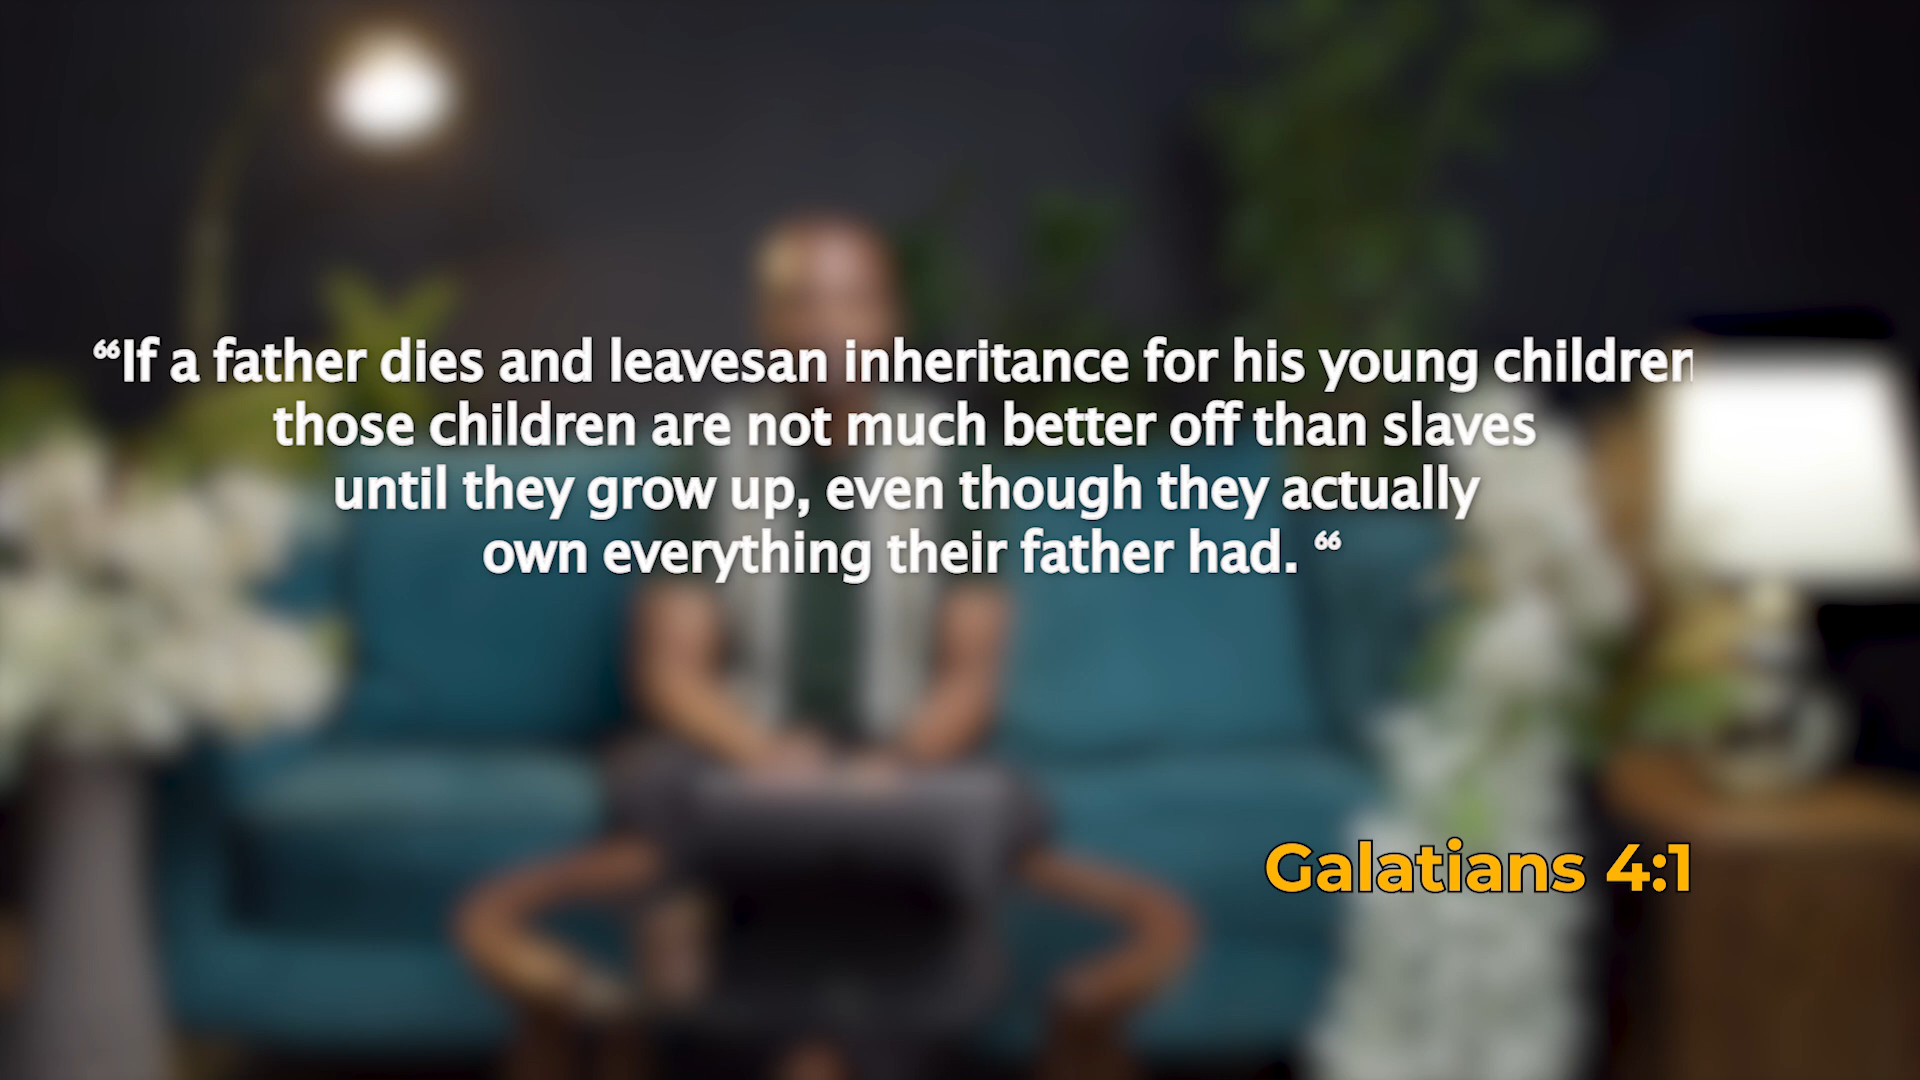 “If a father dies and leavesan inheritance for his young children
those children are not much better off than slaves
until they grow up, even though they actually
own everything their father had. “
Galatians 4:1